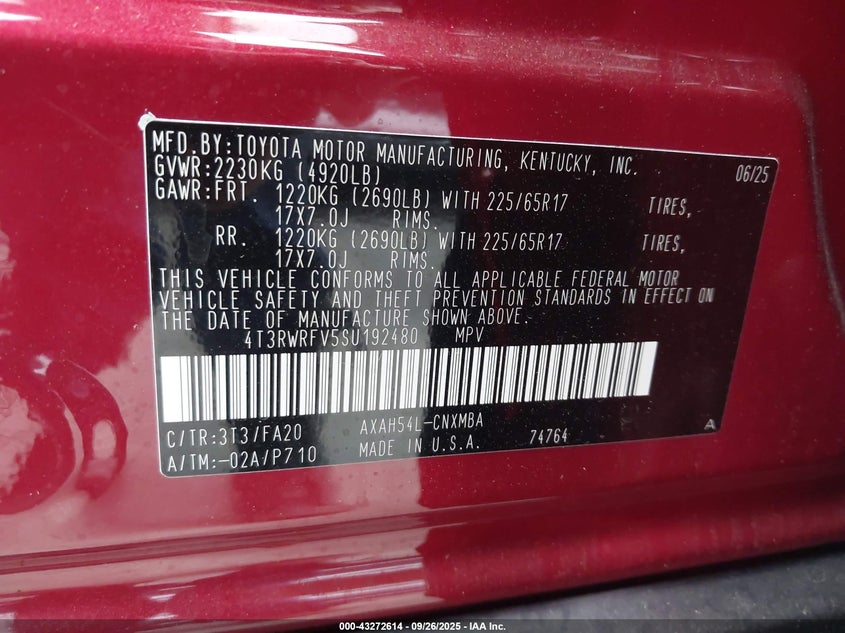 MFD.BY:TOYOTA MOTOR MANUFACTURING, KENTUCKY, INC. 06/25
GVWR:2230KG (4920LB)
GAWR:FRT. 1220KG (2690LB) WITH 225/65R17 TIRES,
17X7.0J RIMS.
RR. 1220KG (2690LB) WITH 225/65R17 TIRES,
17X7.0J RIMS.
THIS VEHICLE CONFORMS TO ALL APPLICABLE FEDERAL MOTOR
VEHICLE SAFETY AND THEFT PREVENTION STANDARDS IN EFFECT ON
THE DATE OF MANUFACTURE SHOWN ABOVE.
4T3RWRFV5SU192480 MPV
C/TR:3T3/FA20 AXAH54L-CNXMBA A
A/TM:-02A/P710 MADE IN U.S.A. 74764
000-43272614 - 09/26/2025 - IAA Inc.